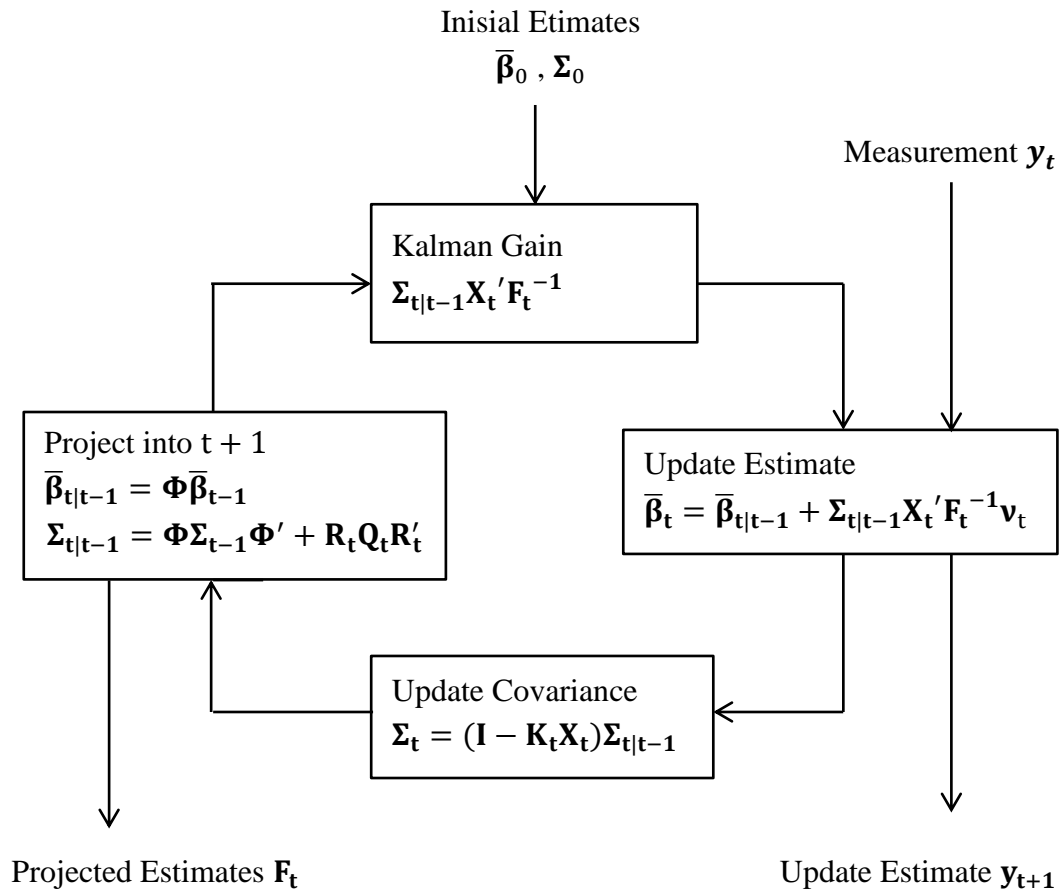 Inisial Etimates
β̅₀ , Σ₀
Measurement yₜ
Kalman Gain
Σₜ|ₜ₋₁Xₜ′Fₜ⁻¹
Project into t + 1
β̅ₜ|ₜ₋₁ = Φβ̅ₜ₋₁
Σₜ|ₜ₋₁ = ΦΣₜ₋₁Φ′ + RₜQₜR′ₜ
Update Estimate
β̅ₜ = β̅ₜ|ₜ₋₁ + Σₜ|ₜ₋₁Xₜ′Fₜ⁻¹νₜ
Update Covariance
Σₜ = (I − KₜXₜ)Σₜ|ₜ₋₁
Projected Estimates Fₜ
Update Estimate yₜ₊₁